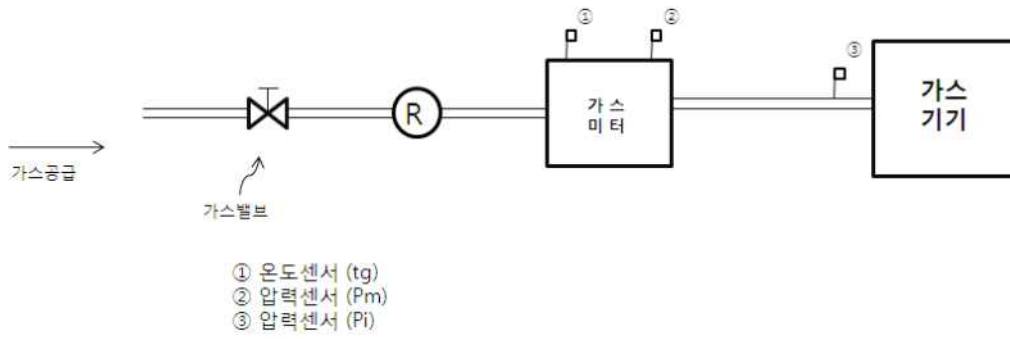 ①
②
③
R
가 스
미 터
가스
기기
가스공급
가스밸브
① 온도센서 (tg)
② 압력센서 (Pm)
③ 압력센서 (Pi)